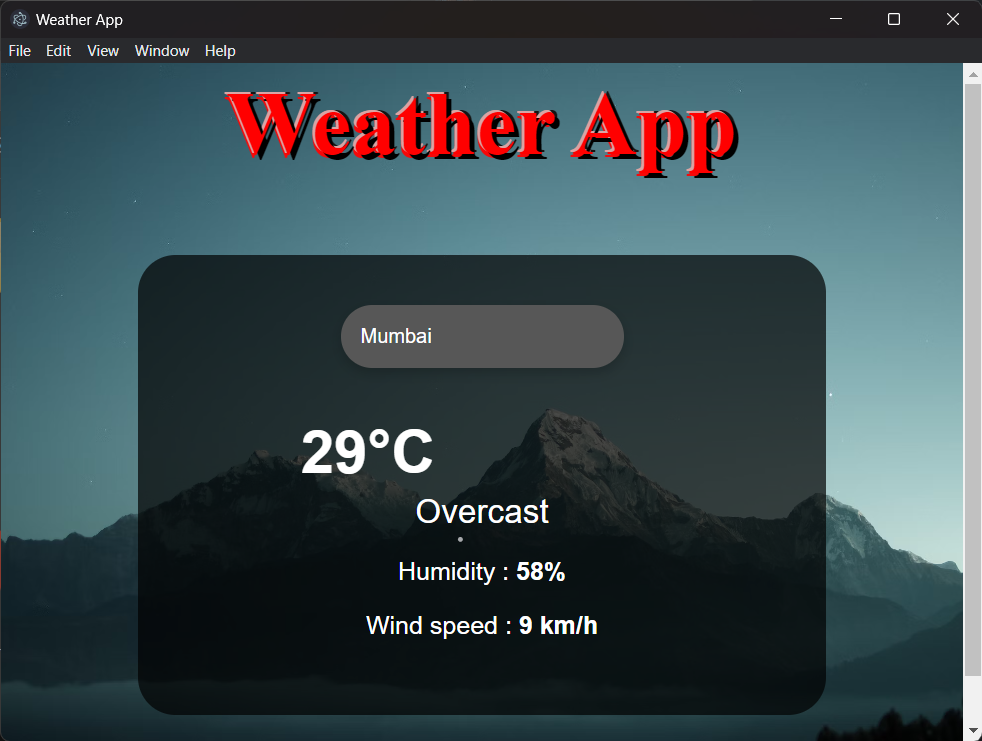 Weather App
File Edit View Window Help
Weather App
Mumbai
29°C
Overcast
Humidity : 58%
Wind speed : 9 km/h